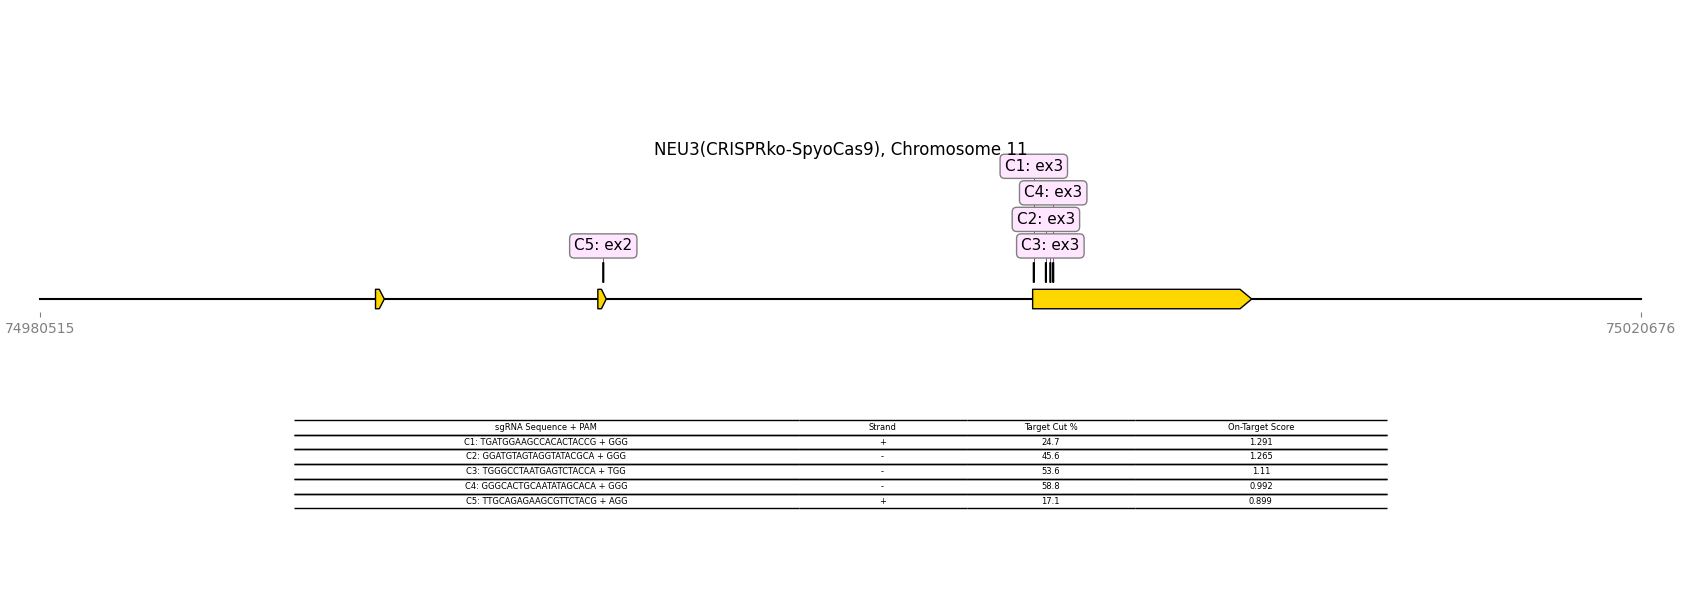 NEU3(CRISPRko-SpyoCas9), Chromosome 11
C1: ex3
C4: ex3
C2: ex3
C5: ex2
C3: ex3
74980515
75020676
sgRNA Sequence + PAM Strand Target Cut % On-Target Score
C1: TGATGGAAGCCACACTACCG + GGG + 24.7 1.291
C2: GGATGTAGTAGGTATACGCA + GGG - 45.6 1.265
C3: TGGGCCTAATGAGTCTACCA + TGG - 53.6 1.11
C4: GGGCACTGCAATATAGCACA + GGG - 58.8 0.992
C5: TTGCAGAGAAGCGTTCTACG + AGG + 17.1 0.899